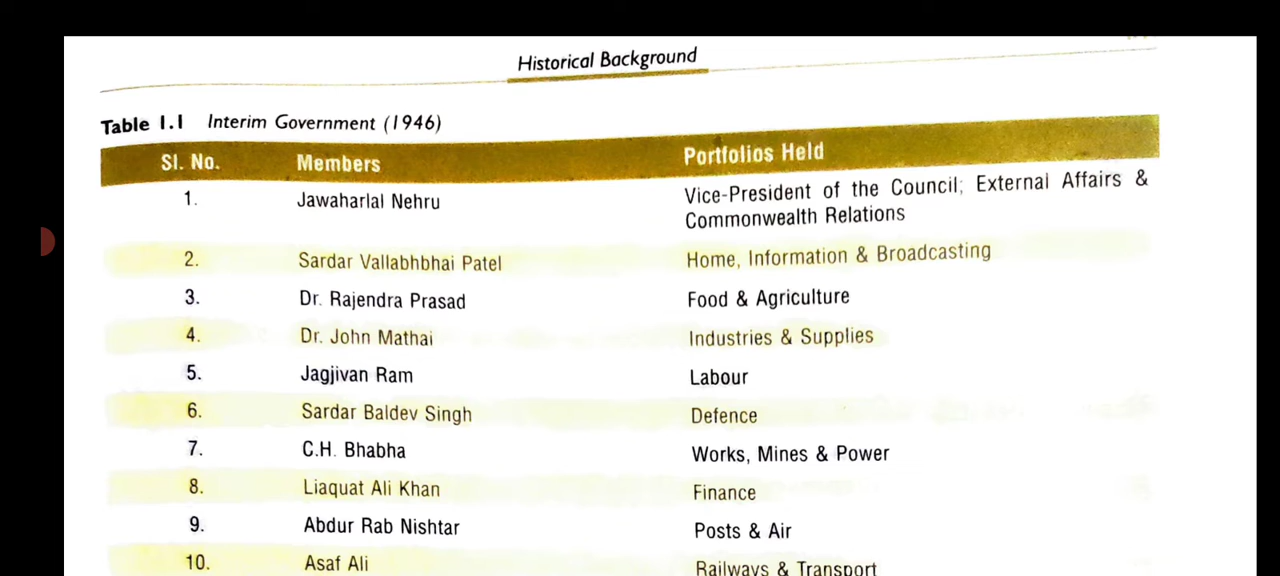 Historical Background
Table 1.1 Interim Government (1946)
Sl. No. Members Portfolios Held
1. Jawaharlal Nehru Vice-President of the Council; External Affairs &
Commonwealth Relations
2. Sardar Vallabhbhai Patel Home, Information & Broadcasting
3. Dr. Rajendra Prasad Food & Agriculture
4. Dr. John Mathai Industries & Supplies
5. Jagjivan Ram Labour
6. Sardar Baldev Singh Defence
7. C.H. Bhabha Works, Mines & Power
8. Liaquat Ali Khan Finance
9. Abdur Rab Nishtar Posts & Air
10. Asaf Ali Railways & Transport